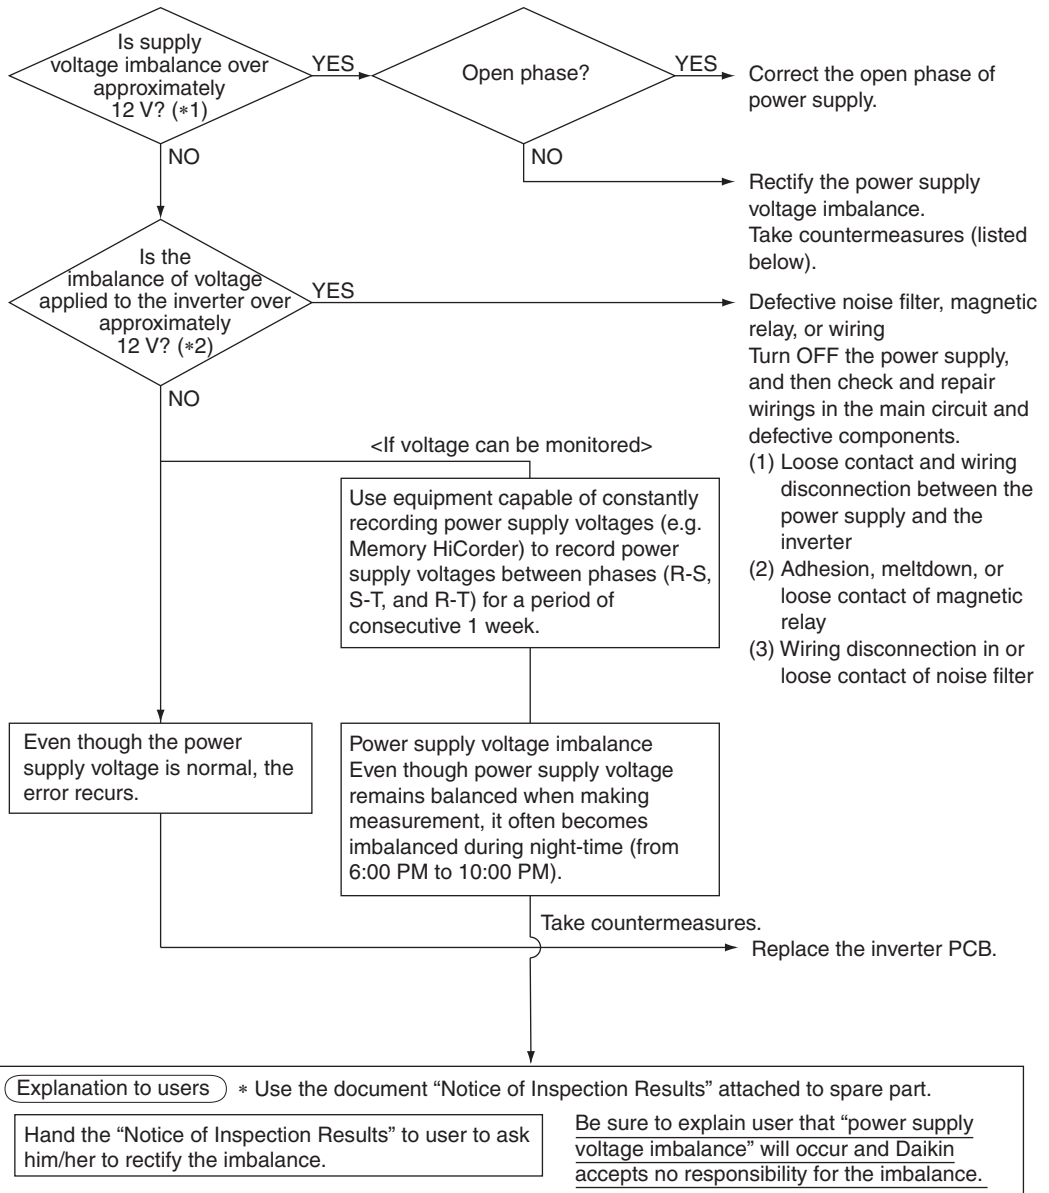 Is supply
voltage imbalance over
approximately
12 V? (∗1)
YES
Open phase?
YES
Correct the open phase of
power supply.
NO
NO
Rectify the power supply
voltage imbalance.
Take countermeasures (listed
below).
Is the
imbalance of voltage
applied to the inverter over
approximately
12 V? (∗2)
YES
Defective noise filter, magnetic
relay, or wiring
Turn OFF the power supply,
and then check and repair
wirings in the main circuit and
defective components.
(1) Loose contact and wiring
disconnection between the
power supply and the
inverter
(2) Adhesion, meltdown, or
loose contact of magnetic
relay
(3) Wiring disconnection in or
loose contact of noise filter
NO
<If voltage can be monitored>
Use equipment capable of constantly
recording power supply voltages (e.g.
Memory HiCorder) to record power
supply voltages between phases (R-S,
S-T, and R-T) for a period of
consecutive 1 week.
Even though the power
supply voltage is normal, the
error recurs.
Power supply voltage imbalance
Even though power supply voltage
remains balanced when making
measurement, it often becomes
imbalanced during night-time (from
6:00 PM to 10:00 PM).
Take countermeasures.
Replace the inverter PCB.
Explanation to users ∗ Use the document “Notice of Inspection Results” attached to spare part.
Hand the “Notice of Inspection Results” to user to ask
him/her to rectify the imbalance.
Be sure to explain user that “power supply
voltage imbalance” will occur and Daikin
accepts no responsibility for the imbalance.